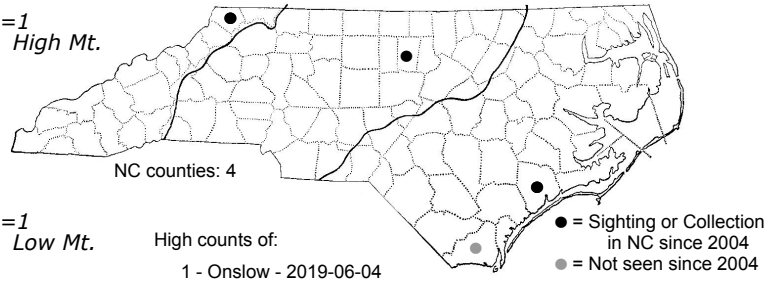 =1
High Mt.
NC counties: 4
=1
Low Mt.
High counts of:
1 - Onslow - 2019-06-04
= Sighting or Collection
in NC since 2004
= Not seen since 2004